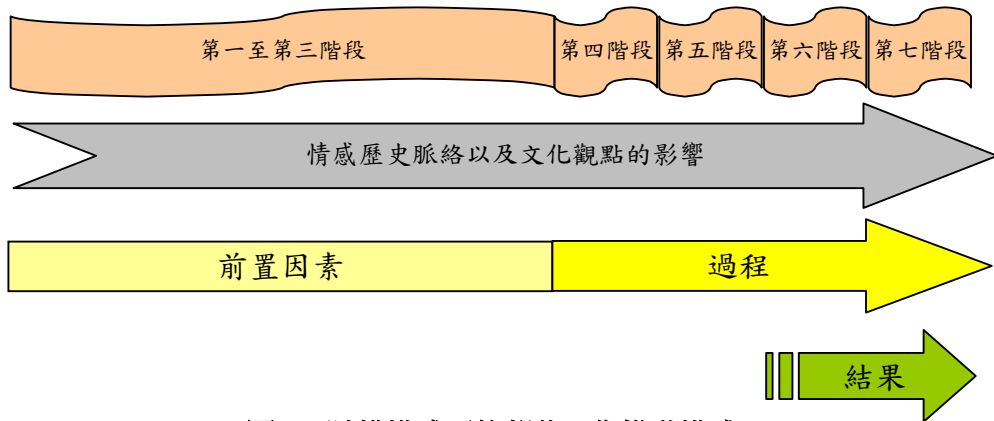 第一至第三階段
第四階段
第五階段
第六階段
第七階段
情感歷史脈絡以及文化觀點的影響
前置因素
過程
結果